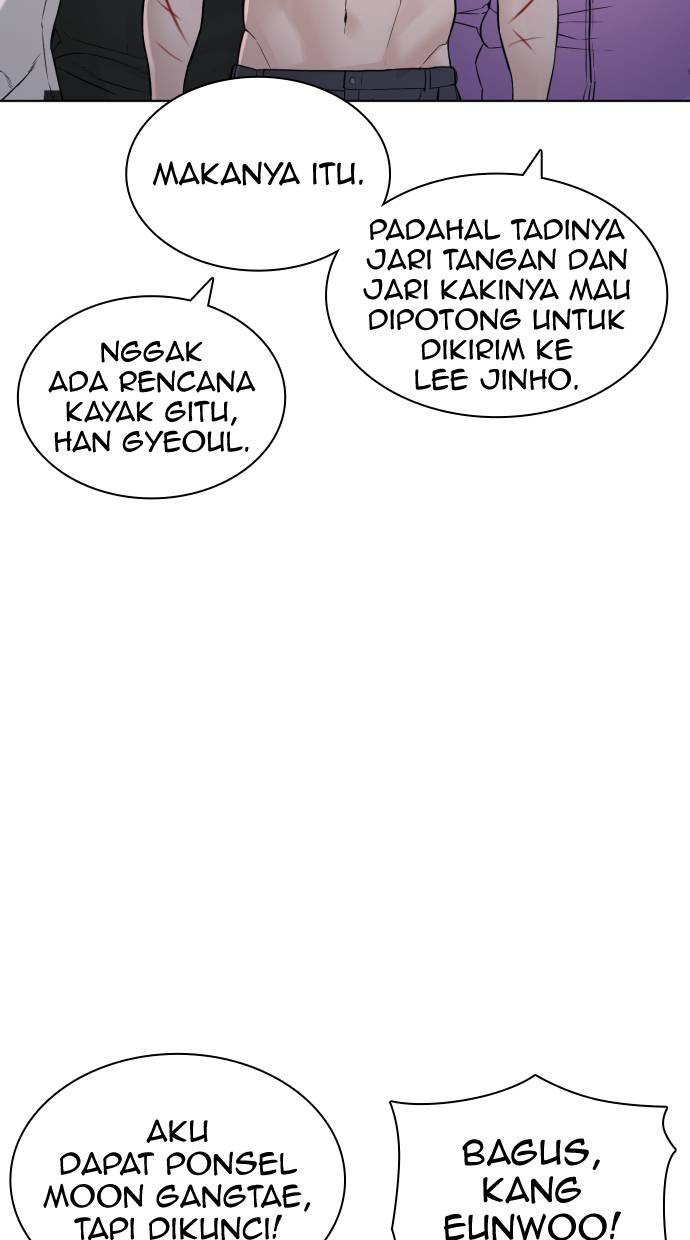 MAKANYA ITU.
PADAHAL TADINYA
JARI TANGAN DAN
JARI KAKINYA MAU
DIPOTONG UNTUK
DIKIRIM KE
LEE JINHO.
NGGAK
ADA RENCANA
KAYAK GITU,
HAN GYEOUL.
AKU
DAPAT PONSEL
MOON GANGTAE,
TAPI DIKUNCI!
BAGUS,
KANG
EUNWOO!